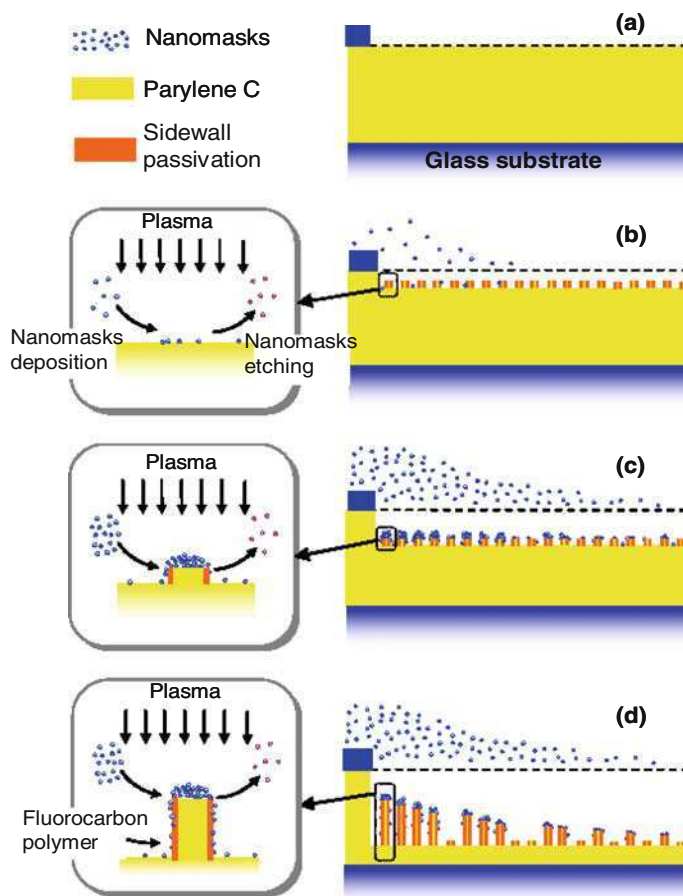 Nanomasks
Parylene C
Sidewall
passivation
(a)
Glass substrate
Plasma
Nanomasks
deposition
Nanomasks
etching
(b)
Plasma
(c)
Plasma
Fluorocarbon
polymer
(d)